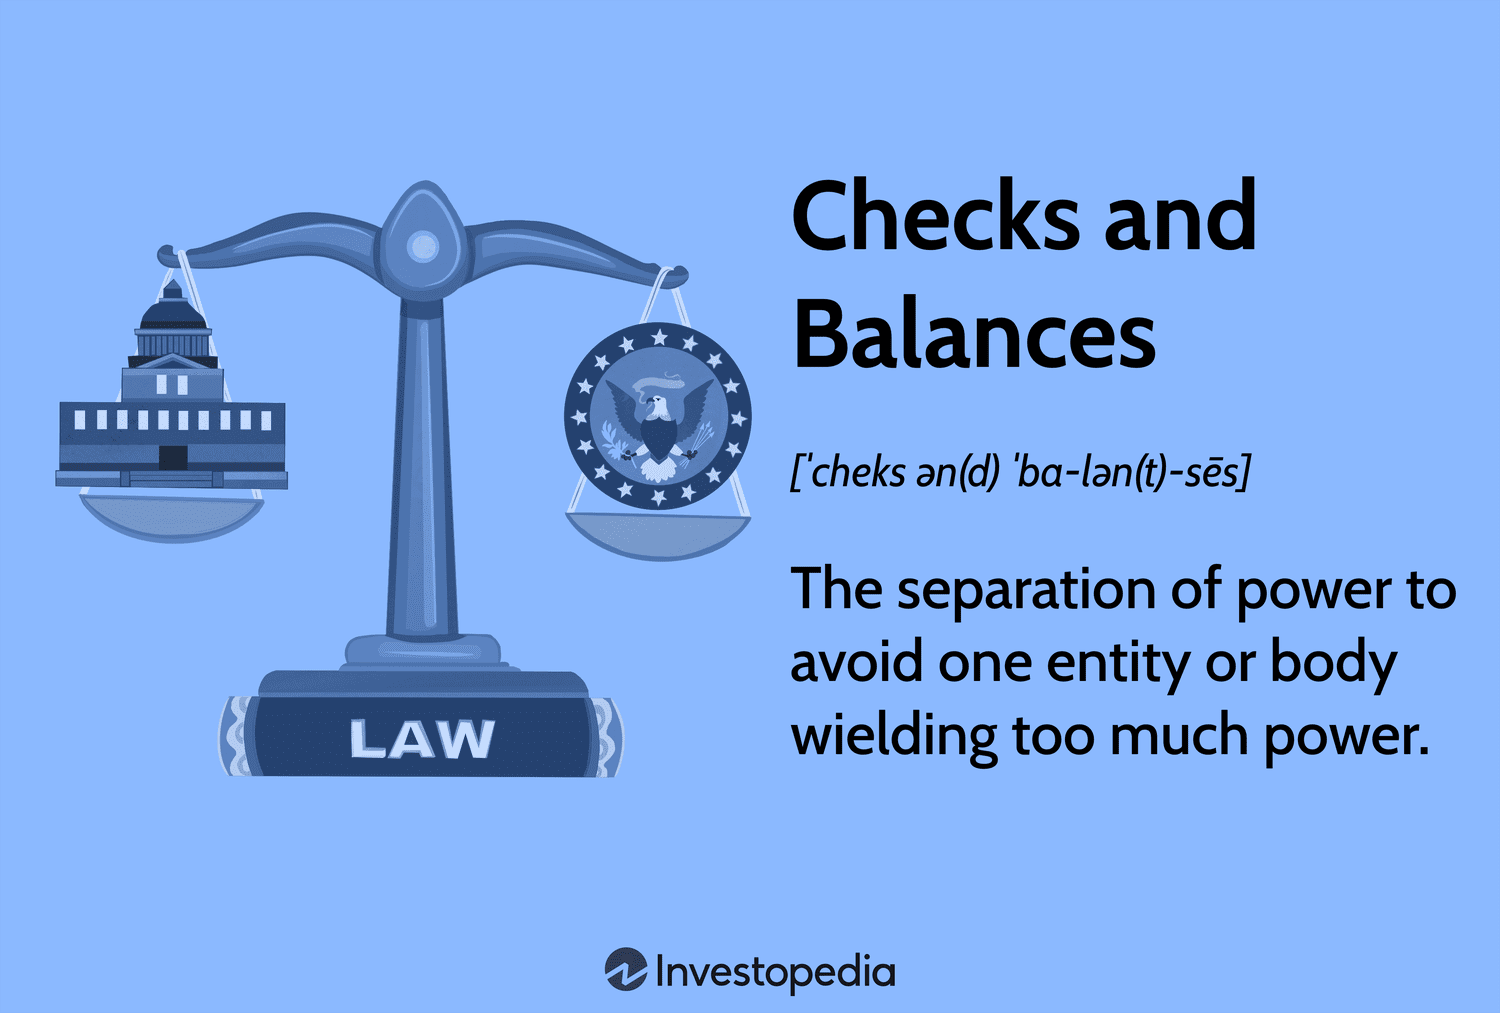 Checks and
Balances
[ˈcheks ən(d) ˈba-lən(t)-sēs]
The separation of power to
avoid one entity or body
wielding too much power.
LAW
Investopedia